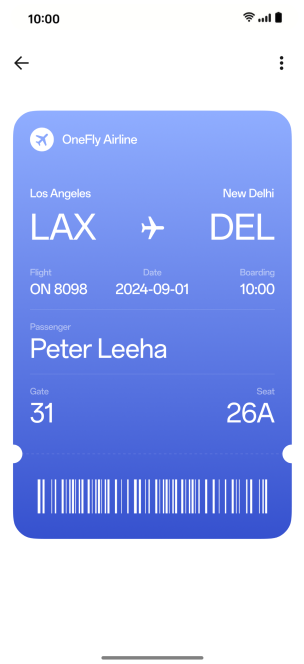 10:00
OneFly Airline
Los Angeles New Delhi
LAX DEL
Flight Date Boarding
ON 8098 2024-09-01 10:00
Passenger
Peter Leeha
Gate Seat
31 26A